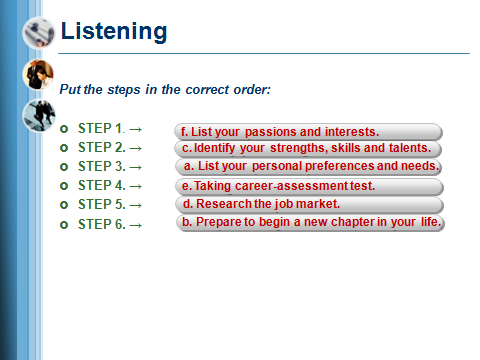 Listening
Put the steps in the correct order:
STEP 1. → f. List your passions and interests.
STEP 2. → c. Identify your strengths, skills and talents.
STEP 3. → a. List your personal preferences and needs.
STEP 4. → e. Taking career-assessment test.
STEP 5. → d. Research the job market.
STEP 6. → b. Prepare to begin a new chapter in your life.